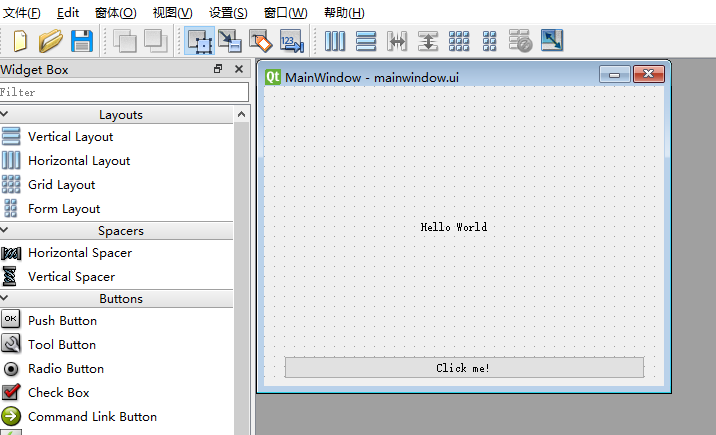 文件(F) Edit 窗体(O) 视图(V) 设置(S) 窗口(W) 帮助(H)
123
Widget Box
Filter
Layouts
Vertical Layout
Horizontal Layout
Grid Layout
Form Layout
Spacers
Horizontal Spacer
Vertical Spacer
Buttons
OK Push Button
Tool Button
Radio Button
Check Box
Command Link Button
Qt MainWindow - mainwindow.ui
Hello World
Click me!